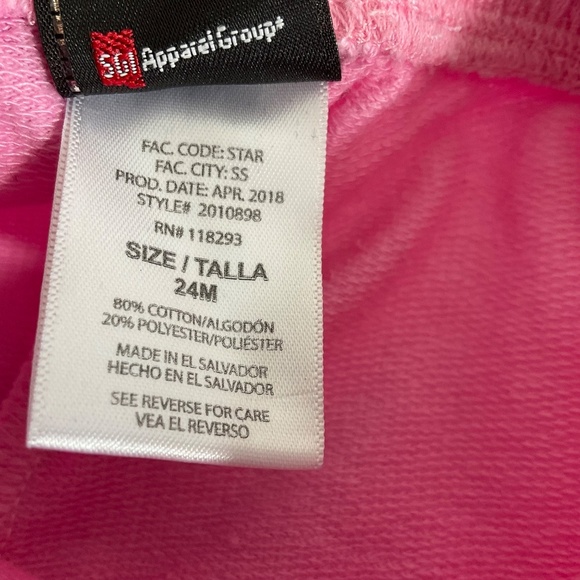 SGI Apparel Group
FAC. CODE: STAR
FAC. CITY: SS
PROD. DATE: APR. 2018
STYLE# 2010898
RN# 118293
SIZE / TALLA
24M
80% COTTON/ALGODÓN
20% POLYESTER/POLIÉSTER
MADE IN EL SALVADOR
HECHO EN EL SALVADOR
SEE REVERSE FOR CARE
VEA EL REVERSO